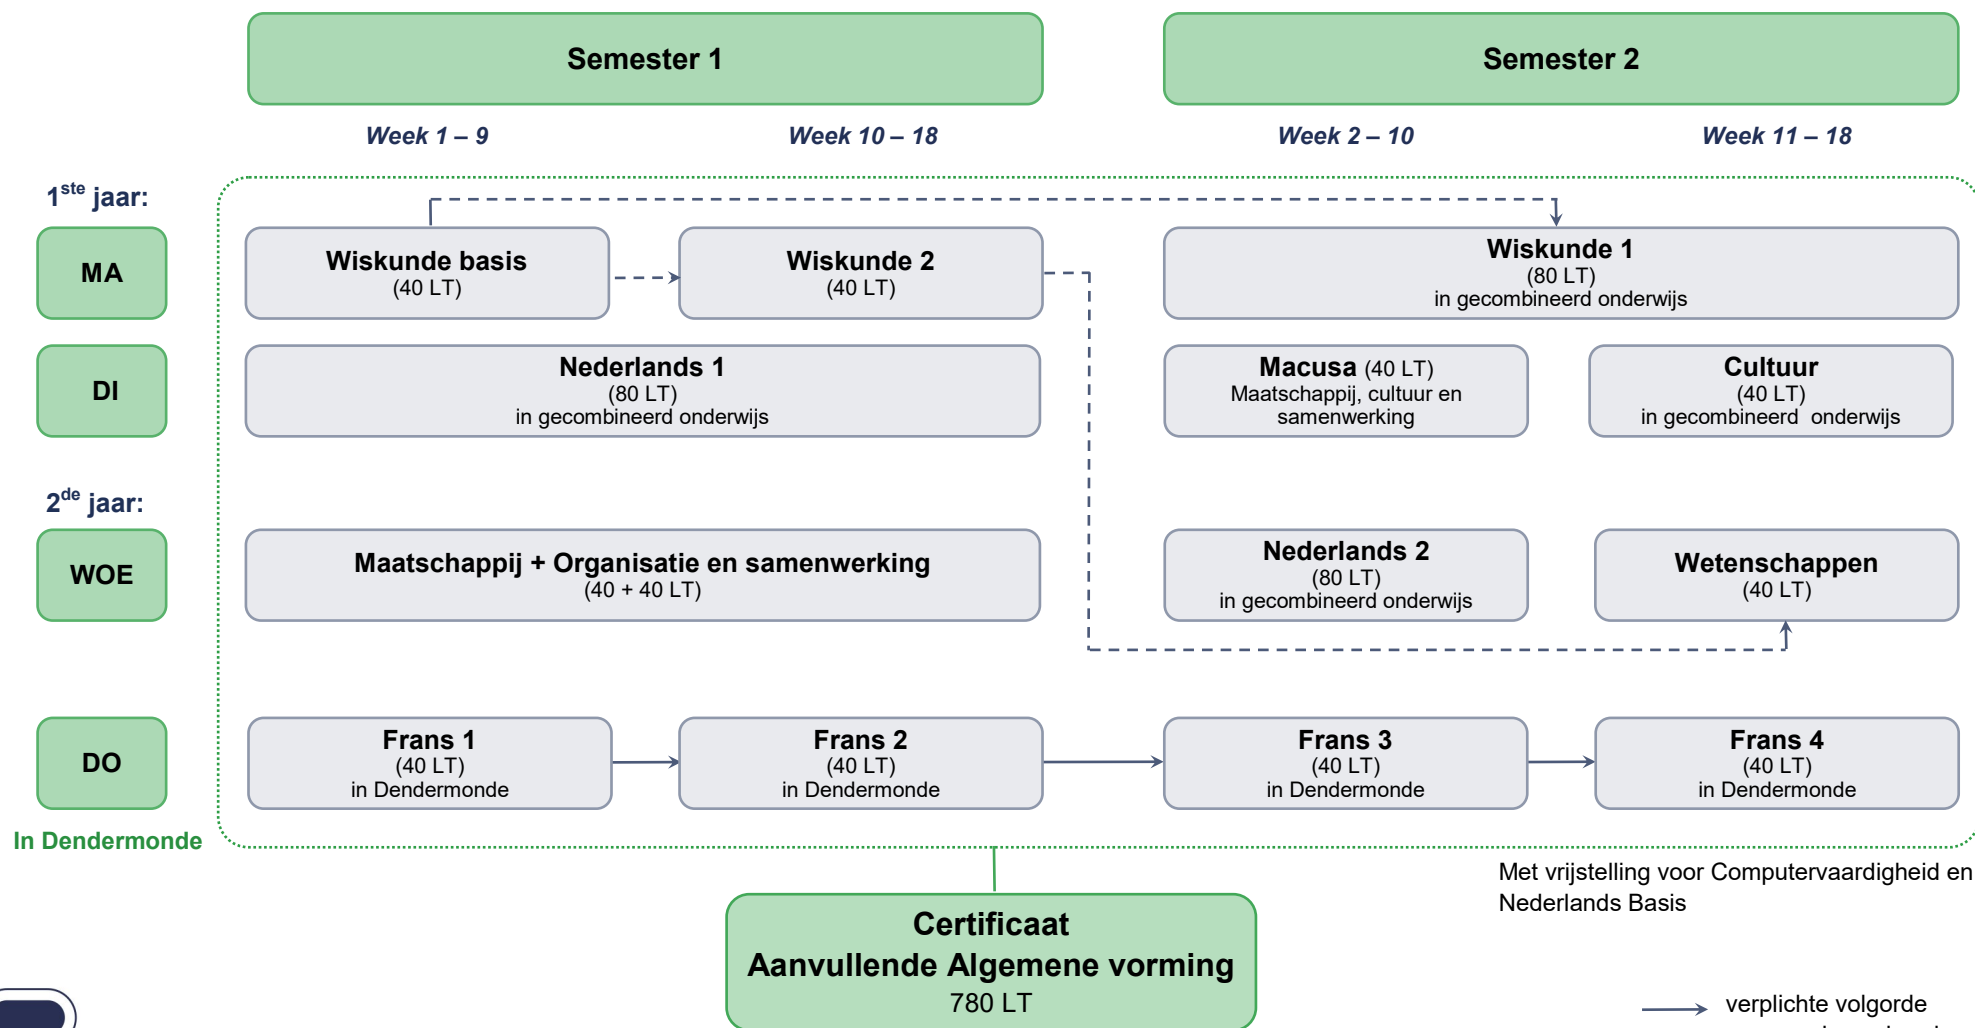 Semester 1
Semester 2
Week 1 – 9
Week 10 – 18
Week 2 – 10
Week 11 – 18
1ste jaar:
MA
Wiskunde basis
(40 LT)
Wiskunde 2
(40 LT)
Wiskunde 1
(80 LT)
in gecombineerd onderwijs
DI
Nederlands 1
(80 LT)
in gecombineerd onderwijs
Macusa (40 LT)
Maatschappij, cultuur en
samenwerking
Cultuur
(40 LT)
in gecombineerd onderwijs
2de jaar:
WOE
Maatschappij + Organisatie en samenwerking
(40 + 40 LT)
Nederlands 2
(80 LT)
in gecombineerd onderwijs
Wetenschappen
(40 LT)
DO
Frans 1
(40 LT)
in Dendermonde
Frans 2
(40 LT)
in Dendermonde
Frans 3
(40 LT)
in Dendermonde
Frans 4
(40 LT)
in Dendermonde
In Dendermonde
Met vrijstelling voor Computervaardigheid en
Nederlands Basis
Certificaat
Aanvullende Algemene vorming
780 LT
verplichte volgorde